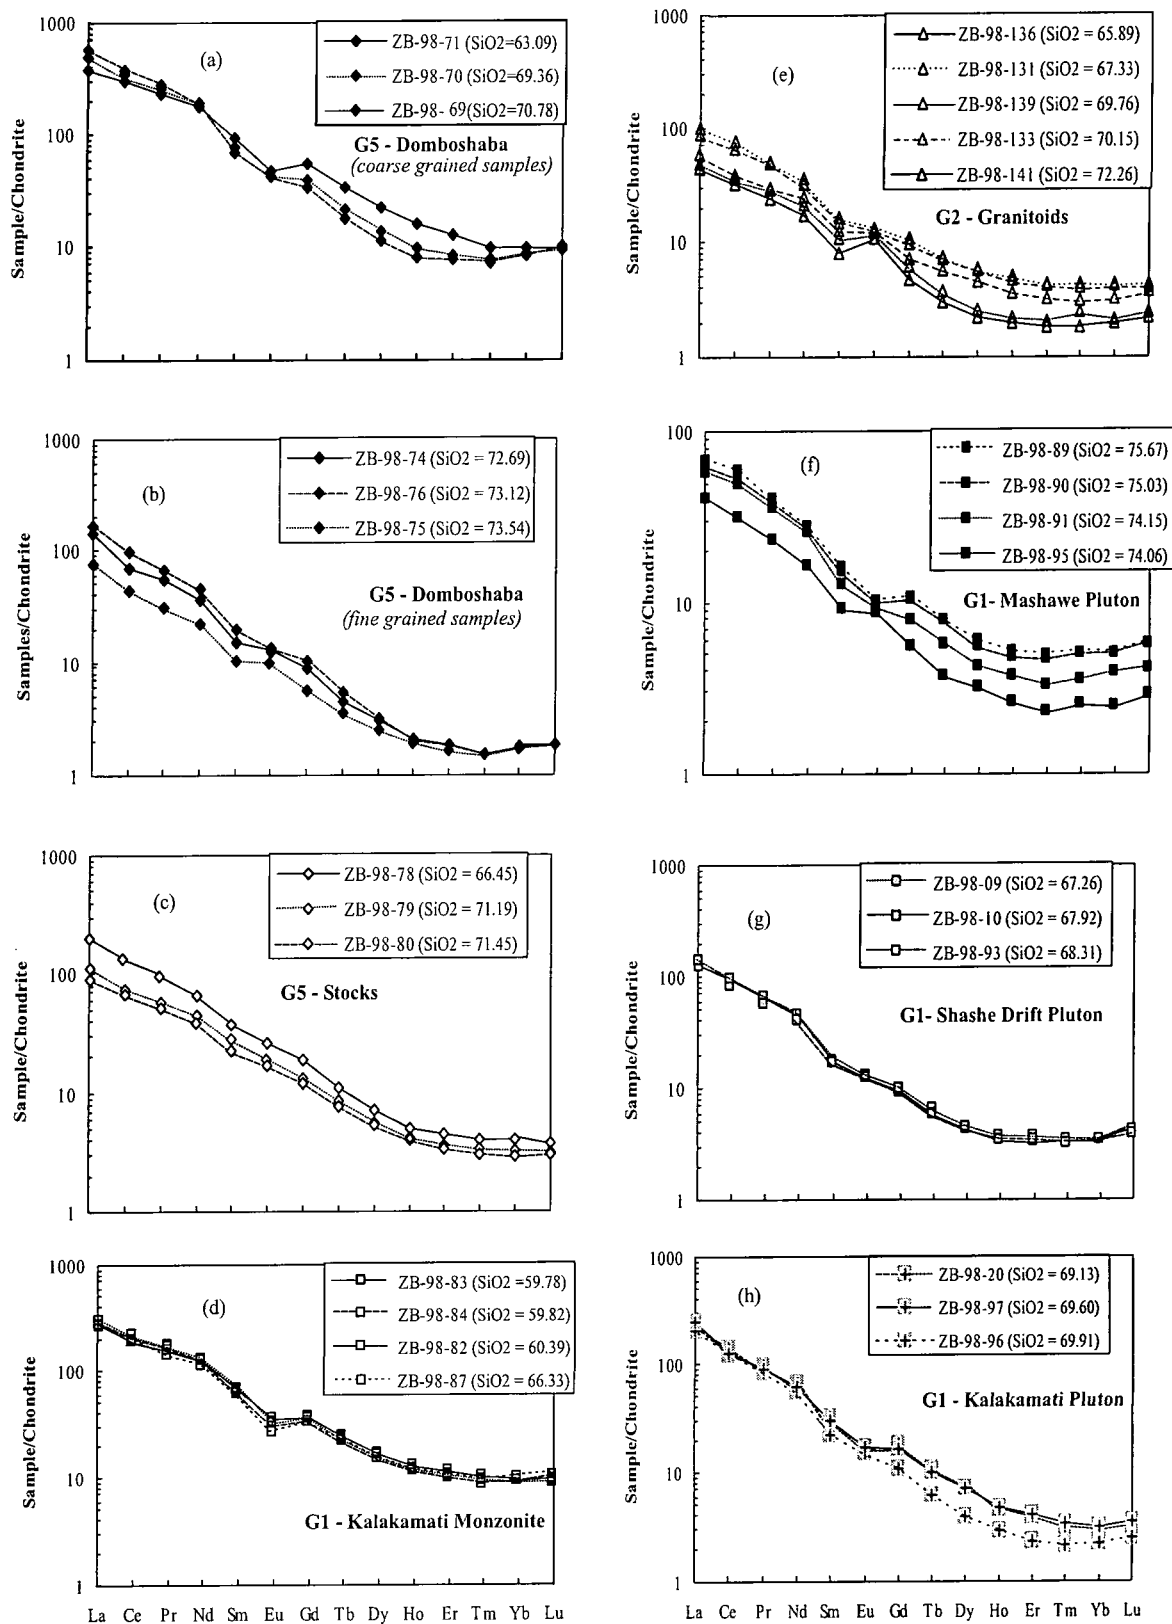 1000
100
10
1
Sample/Chondrite
(a)
ZB-98-71 (SiO2=63.09)
ZB-98-70 (SiO2=69.36)
ZB-98- 69 (SiO2=70.78)
G5 - Domboshaba
(coarse grained samples)
1000
100
10
1
Samples/Chondrite
(b)
ZB-98-74 (SiO2 = 72.69)
ZB-98-76 (SiO2 = 73.12)
ZB-98-75 (SiO2 = 73.54)
G5 - Domboshaba
(fine grained samples)
1000
100
10
1
Sample/Chondrite
(c)
ZB-98-78 (SiO2 = 66.45)
ZB-98-79 (SiO2 = 71.19)
ZB-98-80 (SiO2 = 71.45)
G5 - Stocks
1000
100
10
1
Sample/Chondrite
(d)
ZB-98-83 (SiO2 =59.78)
ZB-98-84 (SiO2 = 59.82)
ZB-98-82 (SiO2 = 60.39)
ZB-98-87 (SiO2 = 66.33)
G1 - Kalakamati Monzonite
La Ce Pr Nd Sm Eu Gd Tb Dy Ho Er Tm Yb Lu
1000
100
10
1
Sample/Chondrite
(e)
ZB-98-136 (SiO2 = 65.89)
ZB-98-131 (SiO2 = 67.33)
ZB-98-139 (SiO2 = 69.76)
ZB-98-133 (SiO2 = 70.15)
ZB-98-141 (SiO2 = 72.26)
G2 - Granitoids
100
10
1
Sample/Chondrite
(f)
ZB-98-89 (SiO2 = 75.67)
ZB-98-90 (SiO2 = 75.03)
ZB-98-91 (SiO2 = 74.15)
ZB-98-95 (SiO2 = 74.06)
G1- Mashawe Pluton
1000
100
10
1
Sample/Chondrite
(g)
ZB-98-09 (SiO2 = 67.26)
ZB-98-10 (SiO2 = 67.92)
ZB-98-93 (SiO2 = 68.31)
G1- Shashe Drift Pluton
1000
100
10
1
Sample/Chondrite
(h)
ZB-98-20 (SiO2 = 69.13)
ZB-98-97 (SiO2 = 69.60)
ZB-98-96 (SiO2 = 69.91)
G1 - Kalakamati Pluton
La Ce Pr Nd Sm Eu Gd Tb Dy Ho Er Tm Yb Lu